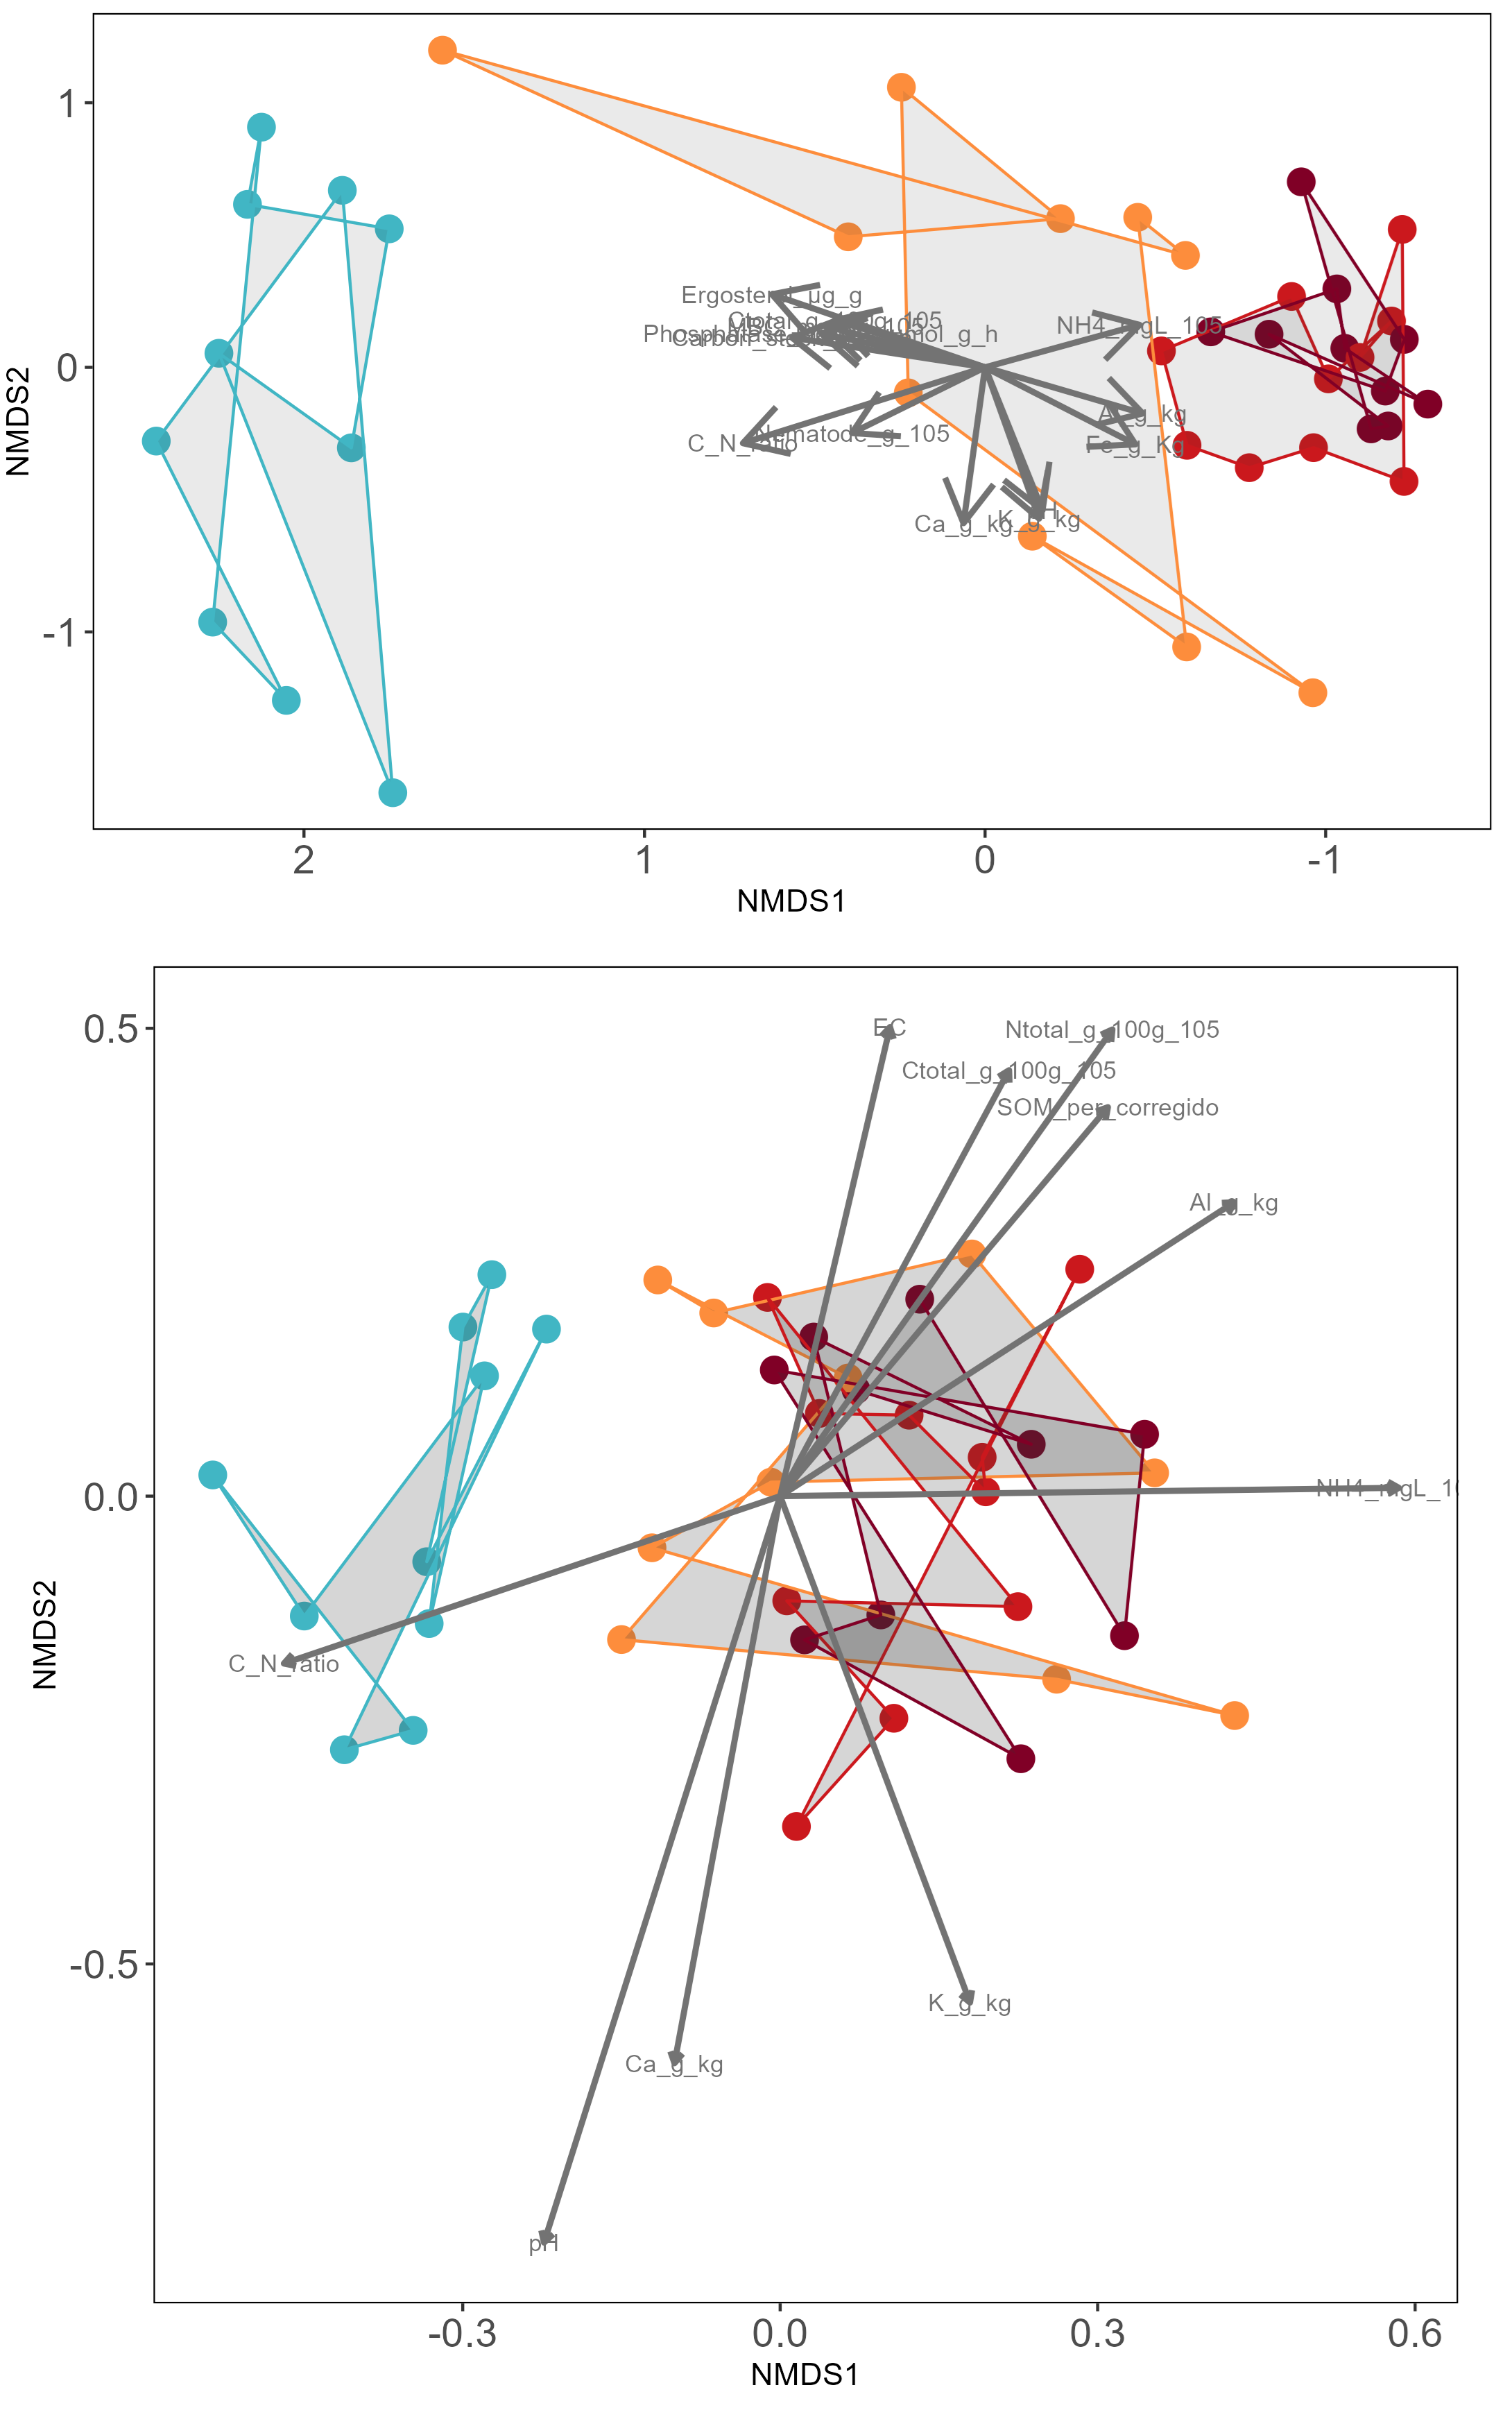 1
0
-1
NMDS2
Ergosterol_ug_g
NH4_mgL_105
Al_g_kg
Fe_g_Kg
Nematode_g_105
C_N_ratio
Ca_g_kg
K_g_kg
2
1
0
-1
NMDS1
0.5
0.0
-0.5
NMDS2
EC
Ntotal_g_100g_105
Ctotal_g_100g_105
SOM_per_corregido
Al_g_kg
NH4_mgL_10
C_N_ratio
K_g_kg
Ca_g_kg
pH
-0.3
0.0
0.3
0.6
NMDS1